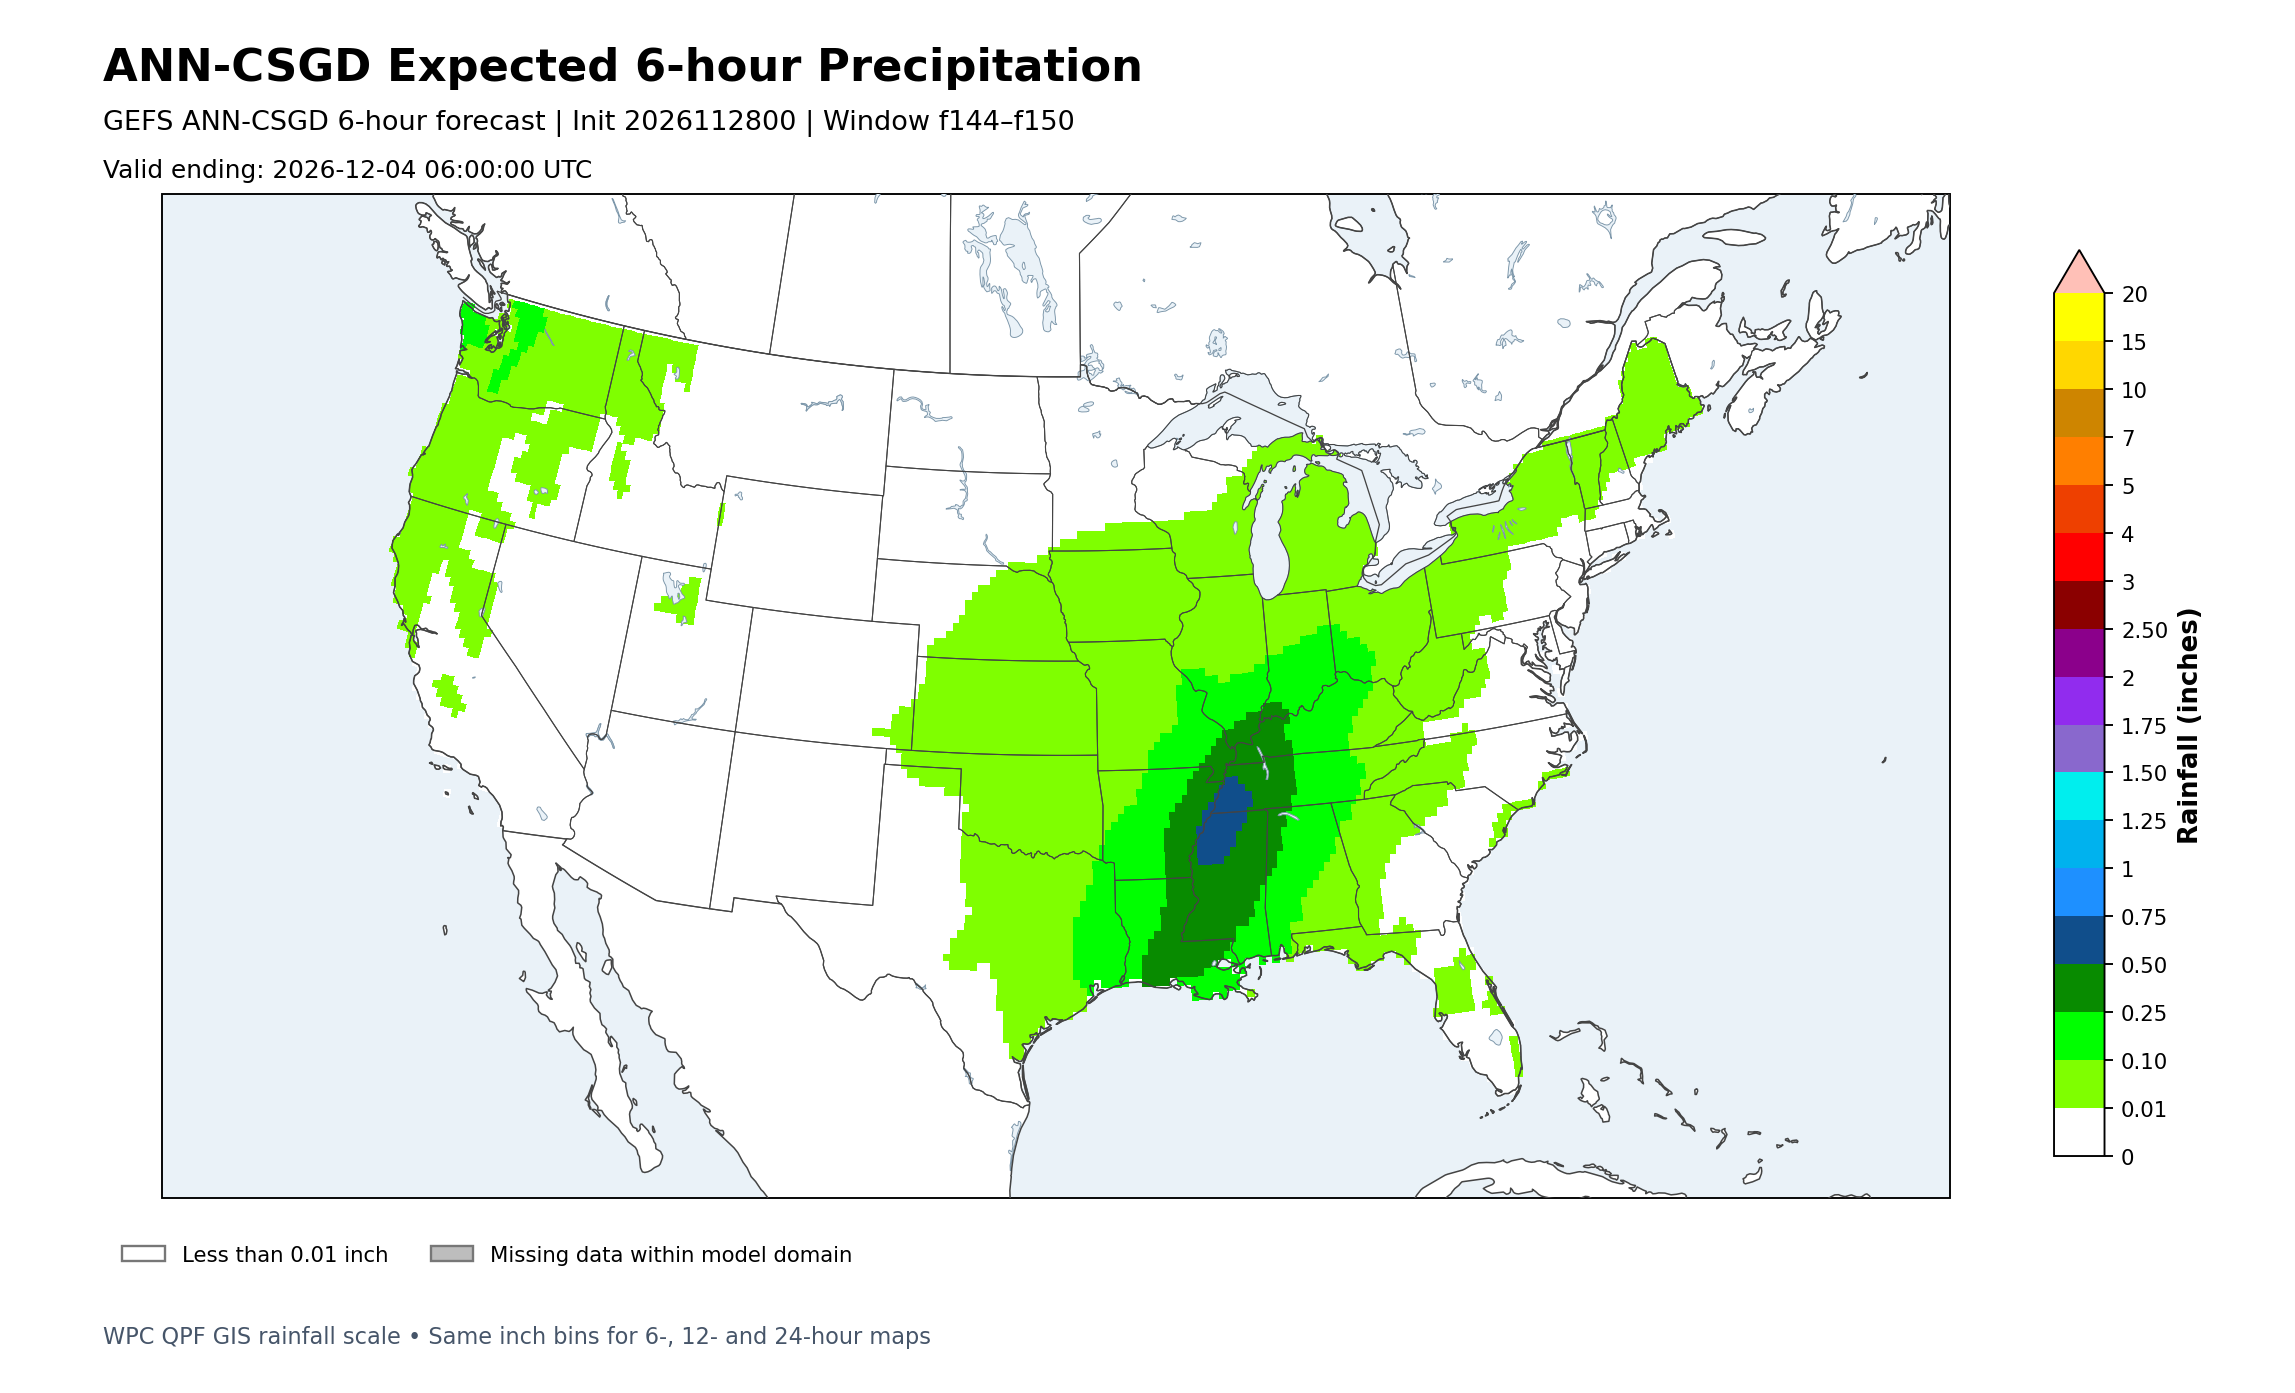 ANN-CSGD Expected 6-hour Precipitation
GEFS ANN-CSGD 6-hour forecast | Init 2026112800 | Window f144–f150
Valid ending: 2026-12-04 06:00:00 UTC
20
15
10
7
5
4
3
2.50
2
1.75
1.50
1.25
1
0.75
0.50
0.25
0.10
0.01
0
Rainfall (inches)
Less than 0.01 inch
Missing data within model domain
WPC QPF GIS rainfall scale • Same inch bins for 6-, 12- and 24-hour maps